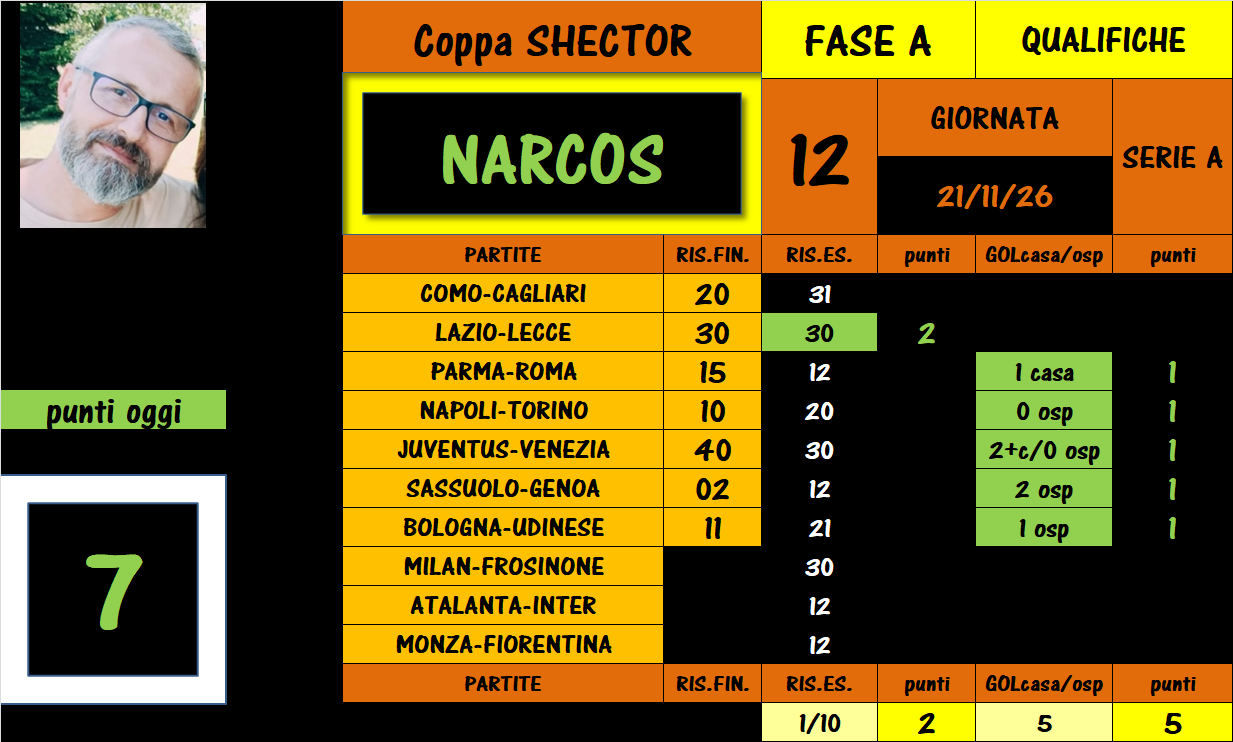 Coppa SHECTOR FASE A QUALIFICHE
NARCOS 12 GIORNATA SERIE A
21/11/26
PARTITE RIS.FIN. RIS.ES. punti GOLcasa/osp punti
COMO-CAGLIARI 20 31
LAZIO-LECCE 30 30 2
PARMA-ROMA 15 12 1 casa 1
NAPOLI-TORINO 10 20 0 osp 1
JUVENTUS-VENEZIA 40 30 2+c/0 osp 1
SASSUOLO-GENOA 02 12 2 osp 1
BOLOGNA-UDINESE 11 21 1 osp 1
MILAN-FROSINONE 30
ATALANTA-INTER 12
MONZA-FIORENTINA 12
PARTITE RIS.FIN. RIS.ES. punti GOLcasa/osp punti
1/10 2 5 5
punti oggi
7